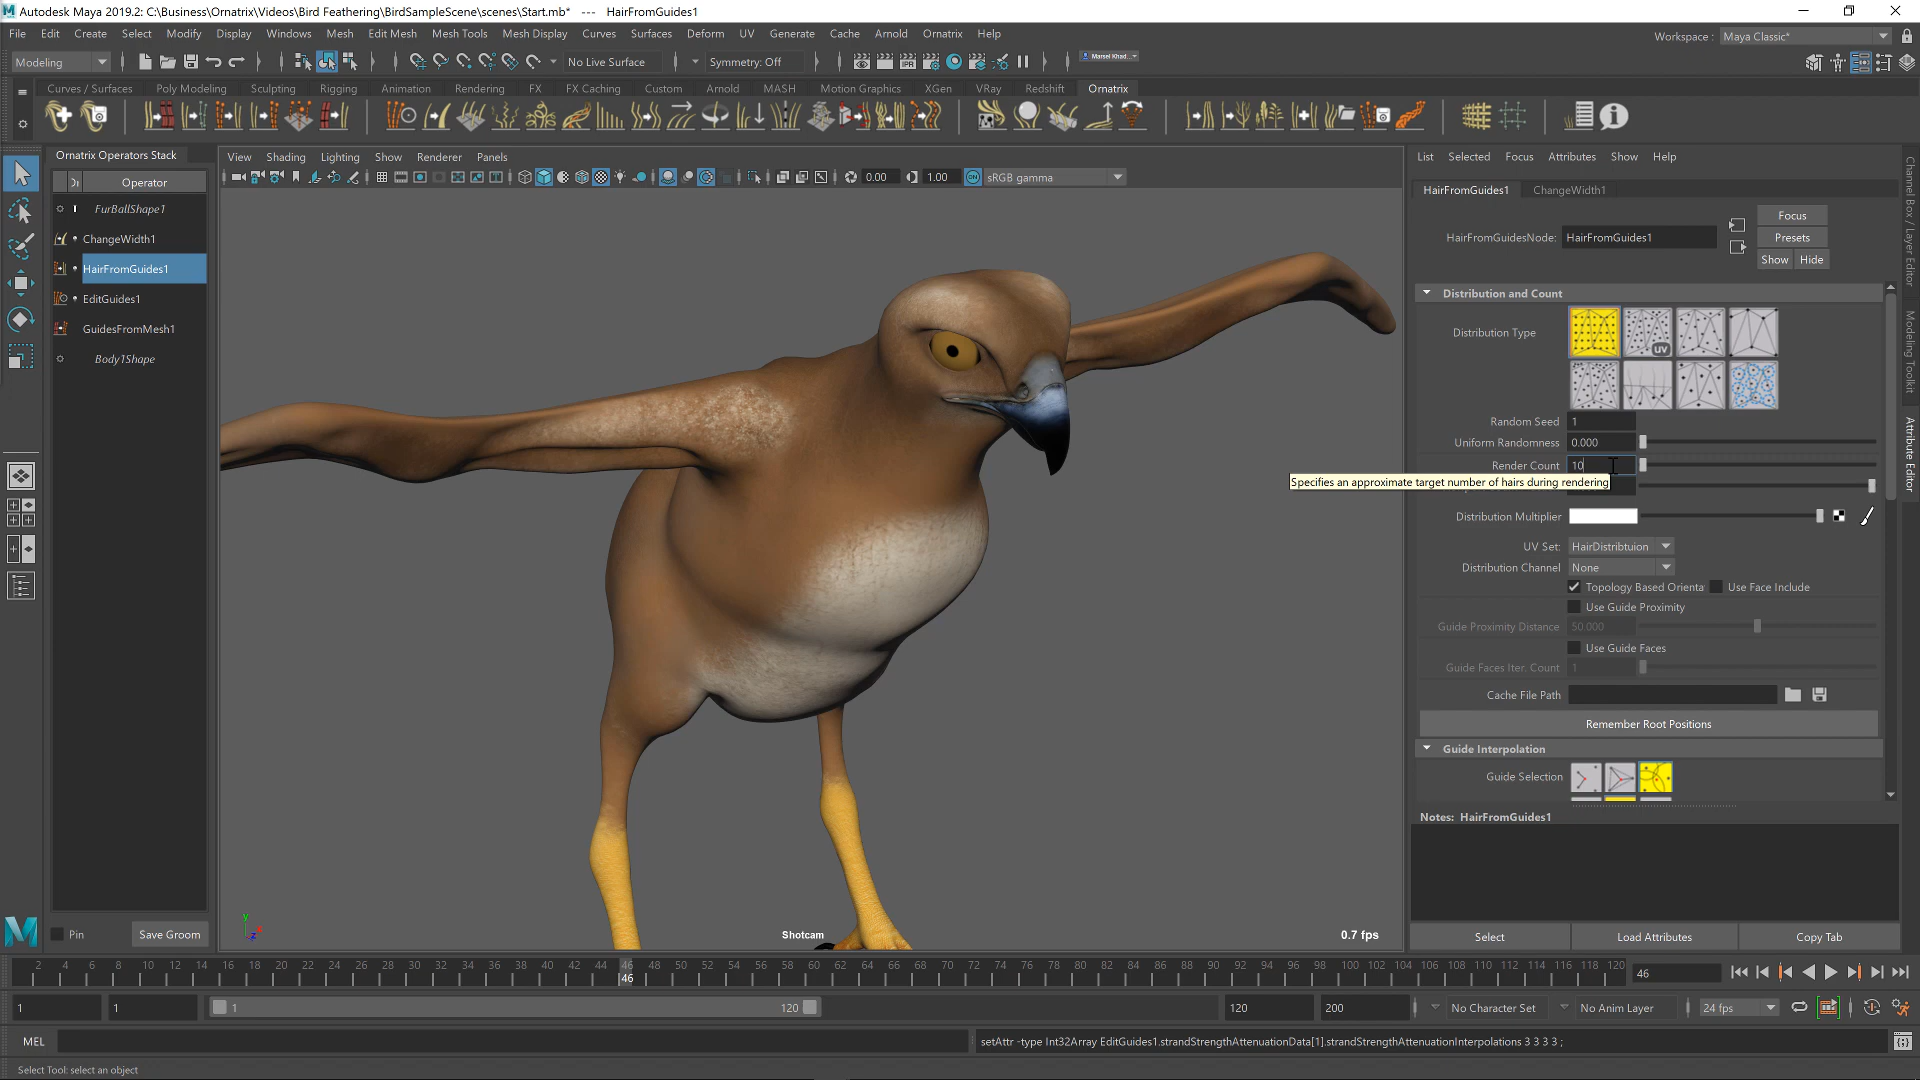 Autodesk Maya 2019.2: C:\Business\Ornatrix\Videos\Bird Feathering\BirdSampleScene\scenes\Start.mb* --- HairFromGuides1
File Edit Create Select Modify Display Windows Mesh Edit Mesh Mesh Tools Mesh Display Curves Surfaces Deform UV Generate Cache Arnold Ornatrix Help
Workspace : Maya Classic*
Modeling No Live Surface Symmetry: Off Marsel Khad...
Curves / Surfaces Poly Modeling Sculpting Rigging Animation Rendering FX FX Caching Custom Arnold MASH Motion Graphics XGen VRay Redshift Ornatrix
Ornatrix Operators Stack
Operator
FurBallShape1
ChangeWidth1
HairFromGuides1
EditGuides1
GuidesFromMesh1
Body1Shape
Pin Save Groom
View Shading Lighting Show Renderer Panels
0.00 1.00 ON sRGB gamma
Shotcam
0.7 fps
y
z
List Selected Focus Attributes Show Help
HairFromGuides1 ChangeWidth1
HairFromGuidesNode: HairFromGuides1
Focus
Presets
Show Hide
Distribution and Count
Distribution Type
UV
Random Seed 1
Uniform Randomness 0.000
Render Count 10
Specifies an approximate target number of hairs during rendering
Distribution Multiplier
UV Set: HairDistribtuion
Distribution Channel None
Topology Based Orienta Use Face Include
Use Guide Proximity
Guide Proximity Distance 50.000
Use Guide Faces
Guide Faces Iter. Count 1
Cache File Path
Remember Root Positions
Guide Interpolation
Guide Selection
Notes: HairFromGuides1
Select Load Attributes Copy Tab
Channel Box / Layer Editor
Modeling Toolkit
Attribute Editor
2 4 6 8 10 12 14 16 18 20 22 24 26 28 30 32 34 36 38 40 42 44 46 48 50 52 54 56 58 60 62 64 66 68 70 72 74 76 78 80 82 84 86 88 90 92 94 96 98 100 102 104 106 108 110 112 114 116 118 120
46
46
1 1 1 120 120 200 No Character Set No Anim Layer 24 fps
MEL setAttr -type Int32Array EditGuides1.strandStrengthAttenuationData[1].strandStrengthAttenuationInterpolations 3 3 3 3 ;
Select Tool: select an object